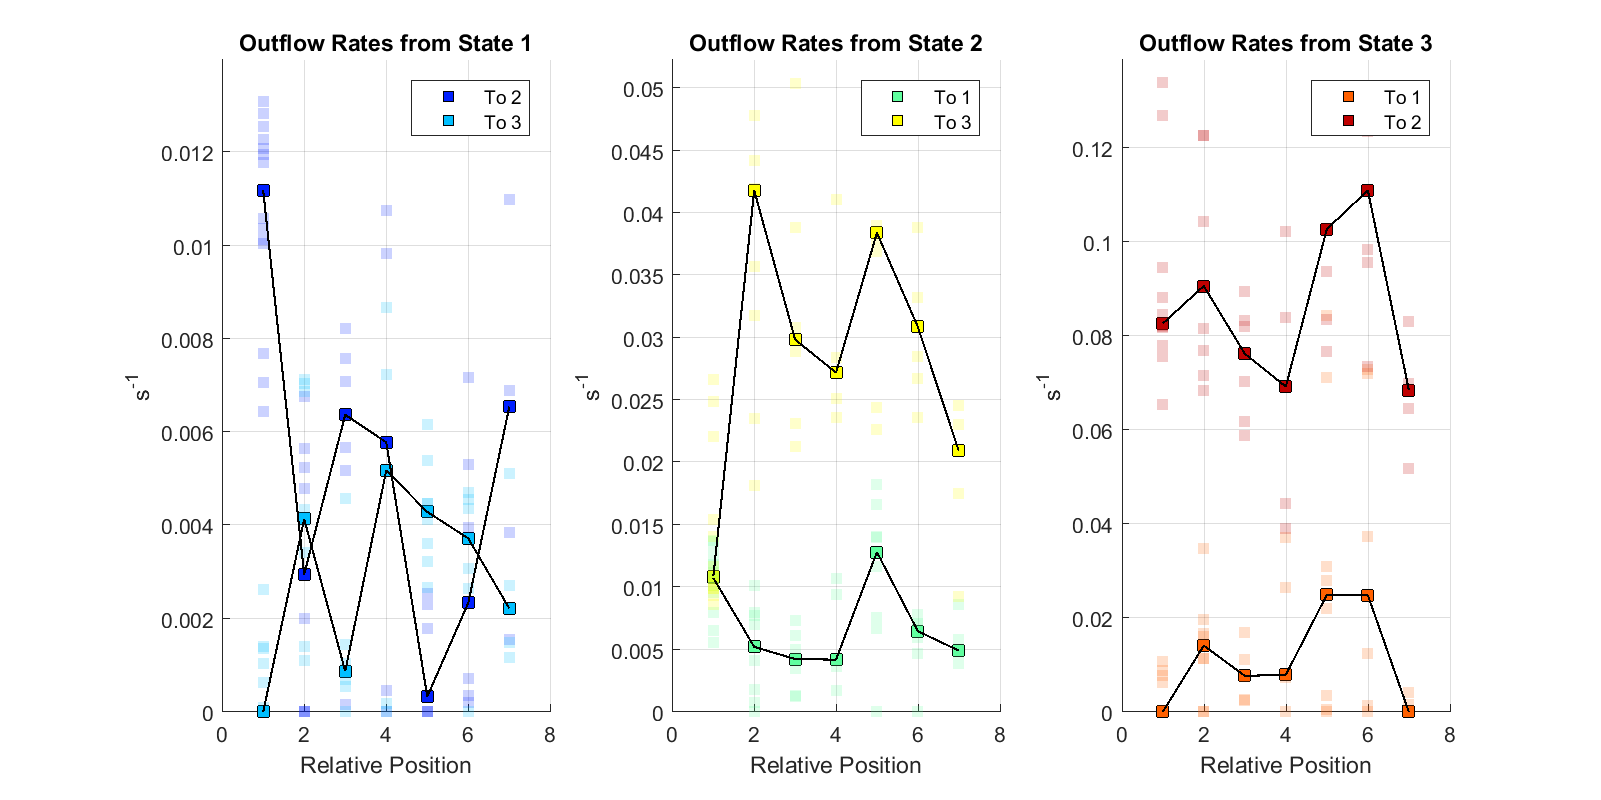 Outflow Rates from State 1
To 2
To 3
0.012
0.01
0.008
0.006
0.004
0.002
0
s-1
0 2 4 6 8
Relative Position
Outflow Rates from State 2
To 1
To 3
0.05
0.045
0.04
0.035
0.03
0.025
0.02
0.015
0.01
0.005
0
s-1
0 2 4 6 8
Relative Position
Outflow Rates from State 3
To 1
To 2
0.12
0.1
0.08
0.06
0.04
0.02
0
s-1
0 2 4 6 8
Relative Position